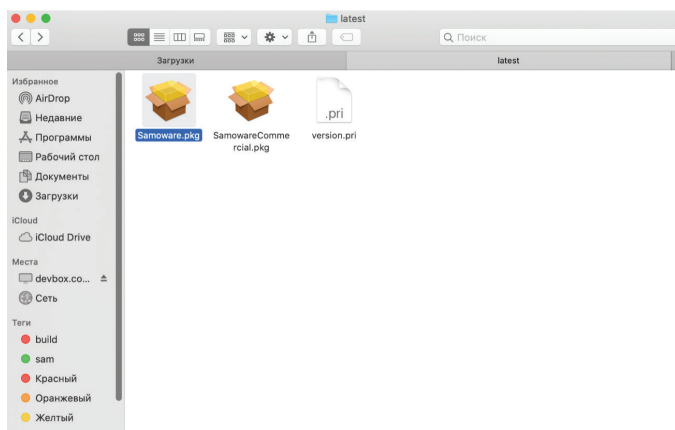 latest
Поиск
Загрузки
latest
Избранное
AirDrop
Недавние
Программы
Рабочий стол
Документы
Загрузки
iCloud
iCloud Drive
Места
devbox.co...
Сеть
Теги
build
sam
Красный
Оранжевый
Желтый
Samoware.pkg
SamowareComme
rcial.pkg
.pri
version.pri